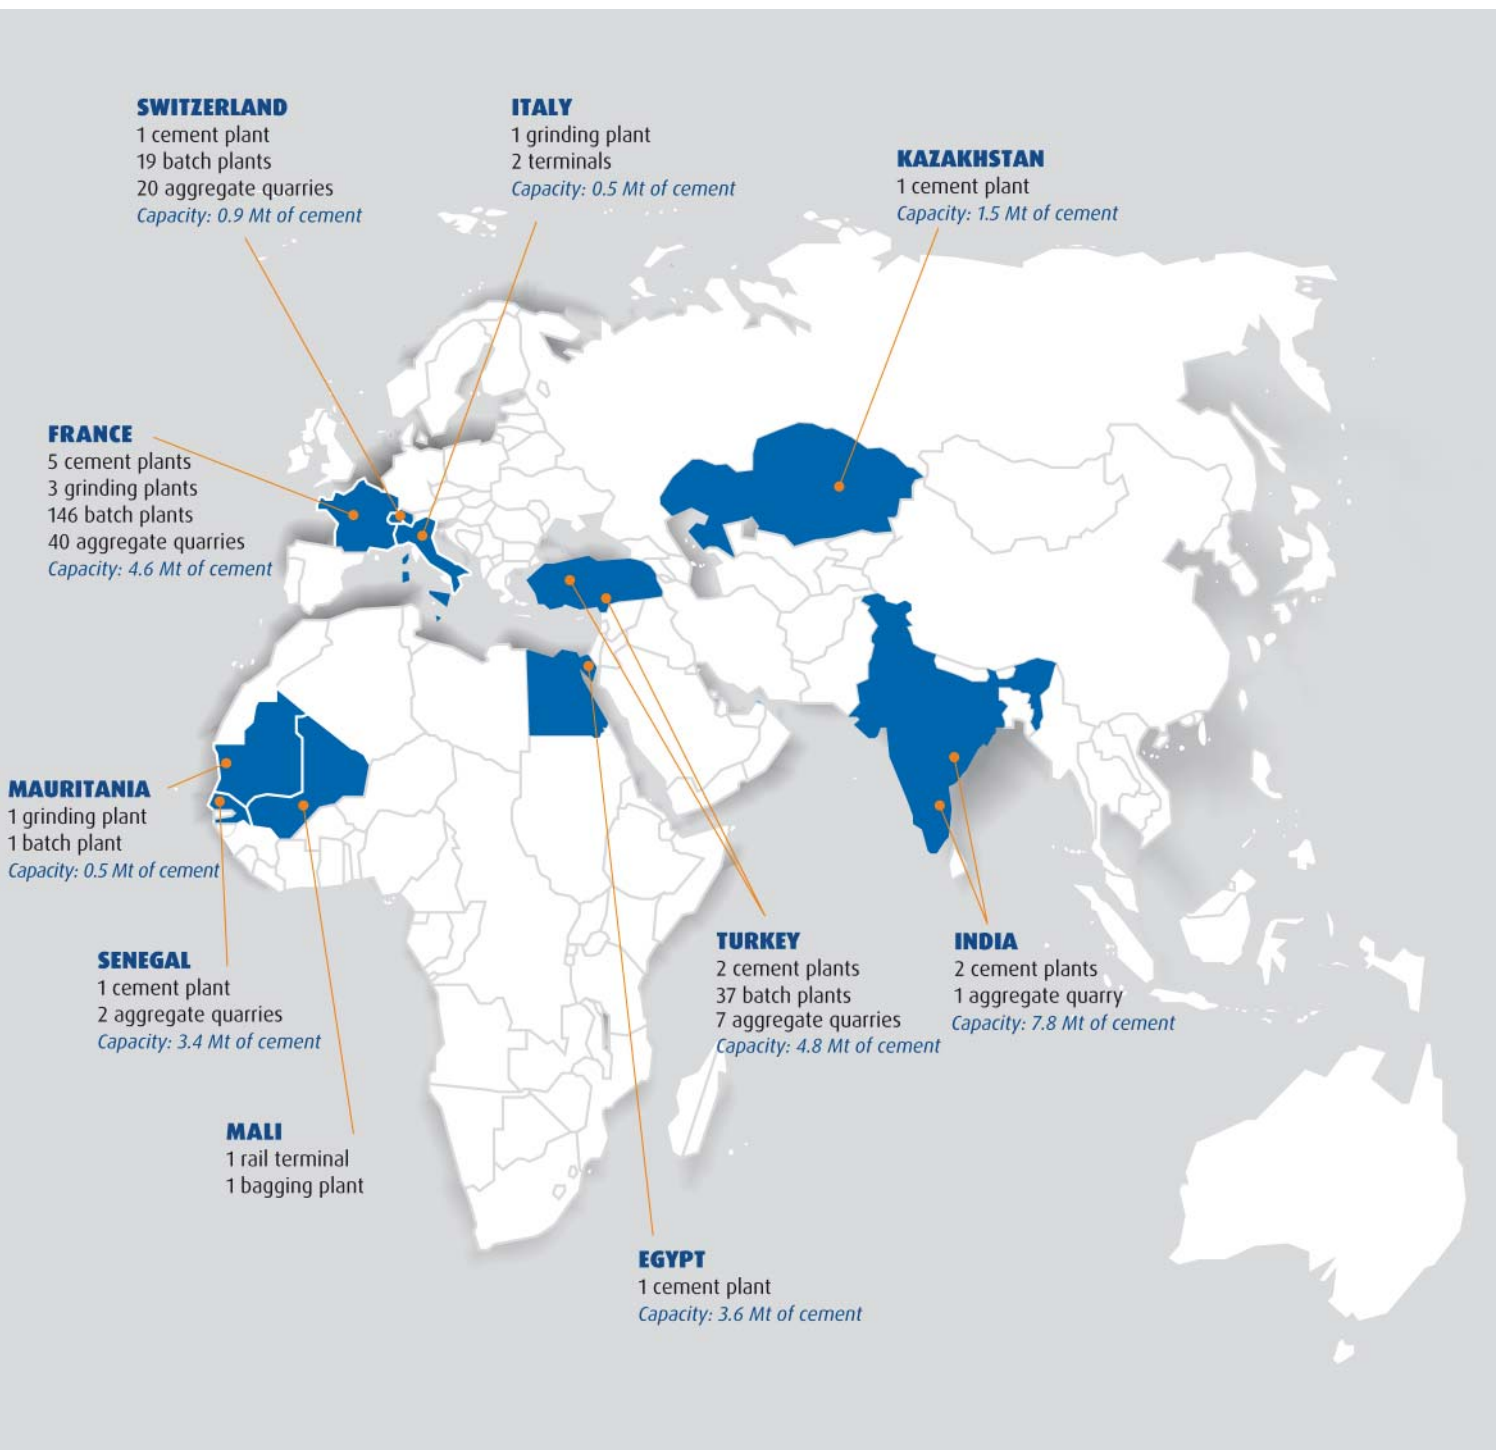 SWITZERLAND
1 cement plant
19 batch plants
20 aggregate quarries
Capacity: 0.9 Mt of cement
ITALY
1 grinding plant
2 terminals
Capacity: 0.5 Mt of cement
KAZAKHSTAN
1 cement plant
Capacity: 1.5 Mt of cement
FRANCE
5 cement plants
3 grinding plants
146 batch plants
40 aggregate quarries
Capacity: 4.6 Mt of cement
MAURITANIA
1 grinding plant
1 batch plant
Capacity: 0.5 Mt of cement
SENEGAL
1 cement plant
2 aggregate quarries
Capacity: 3.4 Mt of cement
TURKEY
2 cement plants
37 batch plants
7 aggregate quarries
Capacity: 4.8 Mt of cement
INDIA
2 cement plants
1 aggregate quarry
Capacity: 7.8 Mt of cement
MALI
1 rail terminal
1 bagging plant
EGYPT
1 cement plant
Capacity: 3.6 Mt of cement